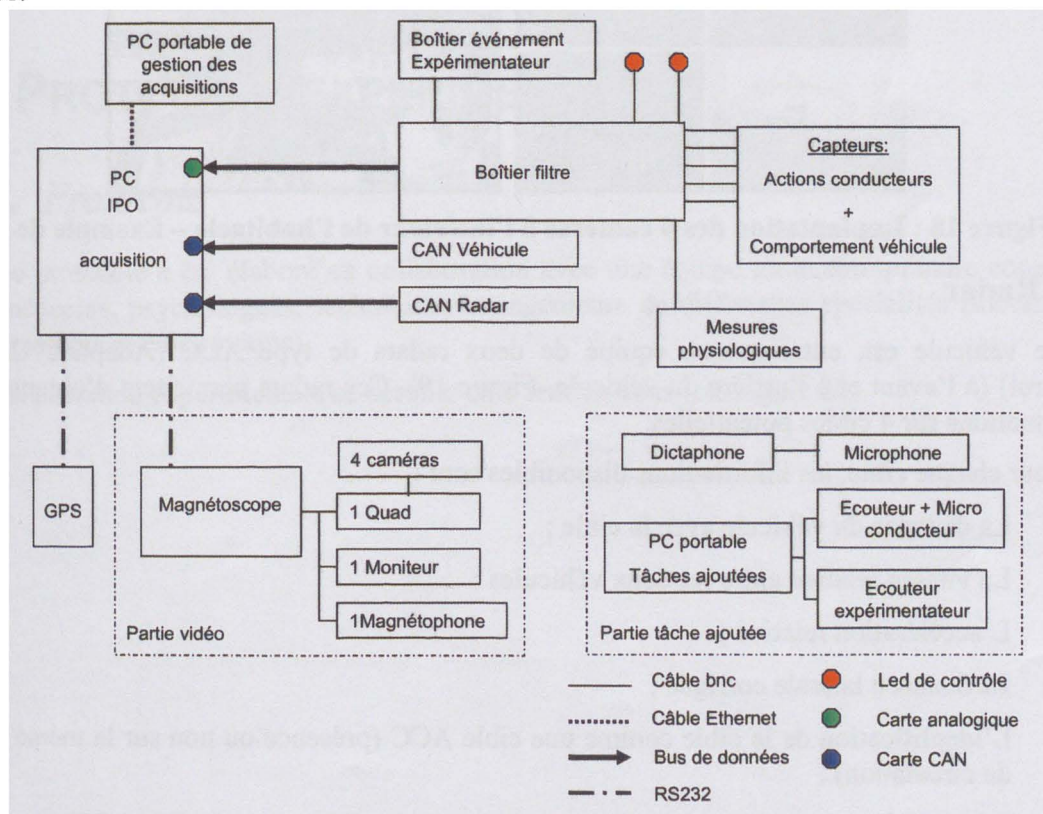 PC portable de
gestion des
acquisitions
Boîtier événement
Expérimentateur
PC
IPO
acquisition
Boîtier filtre
Capteurs:
Actions conducteurs
+
Comportement véhicule
CAN Véhicule
CAN Radar
Mesures
physiologiques
GPS
Magnétoscope
4 caméras
1 Quad
1 Moniteur
1Magnétophone
Partie vidéo
Dictaphone
Microphone
PC portable
Tâches ajoutées
Ecouteur + Micro
conducteur
Ecouteur
expérimentateur
Partie tâche ajoutée
Câble bnc
Led de contrôle
Câble Ethernet
Carte analogique
Bus de données
Carte CAN
RS232